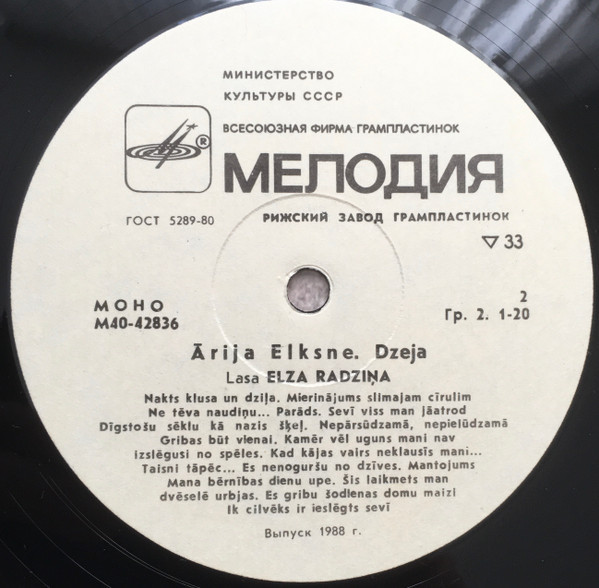 МИНИСТЕРСТВО
КУЛЬТУРЫ СССР
ВСЕСОЮЗНАЯ ФИРМА ГРАМПЛАСТИНОК
®
МЕЛОДИЯ
ГОСТ 5289-80
РИЖСКИЙ ЗАВОД ГРАМПЛАСТИНОК
▽ 33
МОНО
М40-42836
2
Гр. 2. 1-20
Ārija Elksne. Dzeja
Lasa ELZA RADZIŅA
Nakts klusa un dziļa. Mierinājums slimajam cīrulim
Ne tēva naudiņu... Parāds. Sevī viss man jāatrod
Dīgstošu sēklu kā nazis šķeļ. Nepārsūdzamā, nepielūdzamā
Gribas būt vienai. Kamēr vēl uguns mani nav
izslēgusi no spēles. Kad kājas vairs neklausīs mani...
Taisni tāpēc... Es nenoguršu no dzīves. Mantojums
Mana bērnības dienu upe. Šis laikmets man
dvēselē urbjas. Es gribu šodienas domu maizi
Ik cilvēks ir ieslēgts sevī
Выпуск 1988 г.